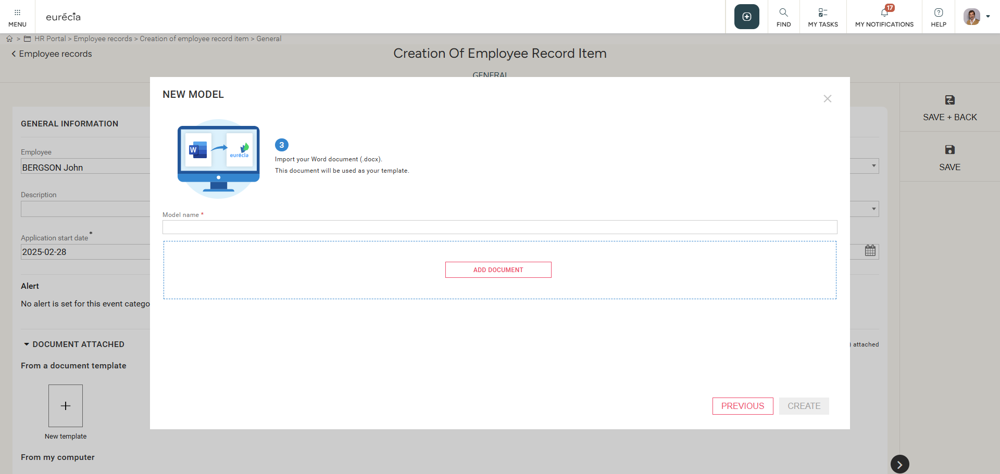 MENU
eurécia
FIND
MY TASKS
17
MY NOTIFICATIONS
HELP
> HR Portal > Employee records > Creation of employee record item > General
Employee records
Creation Of Employee Record Item
GENERAL
NEW MODEL
SAVE + BACK
SAVE
GENERAL INFORMATION
Employee
BERGSON John
Description
Application start date *
2025-02-28
Alert
No alert is set for this event catego
DOCUMENT ATTACHED
) attached
From a document template
New template
From my computer
W
eurécia
3
Import your Word document (.docx).
This document will be used as your template.
Model name *
ADD DOCUMENT
PREVIOUS
CREATE